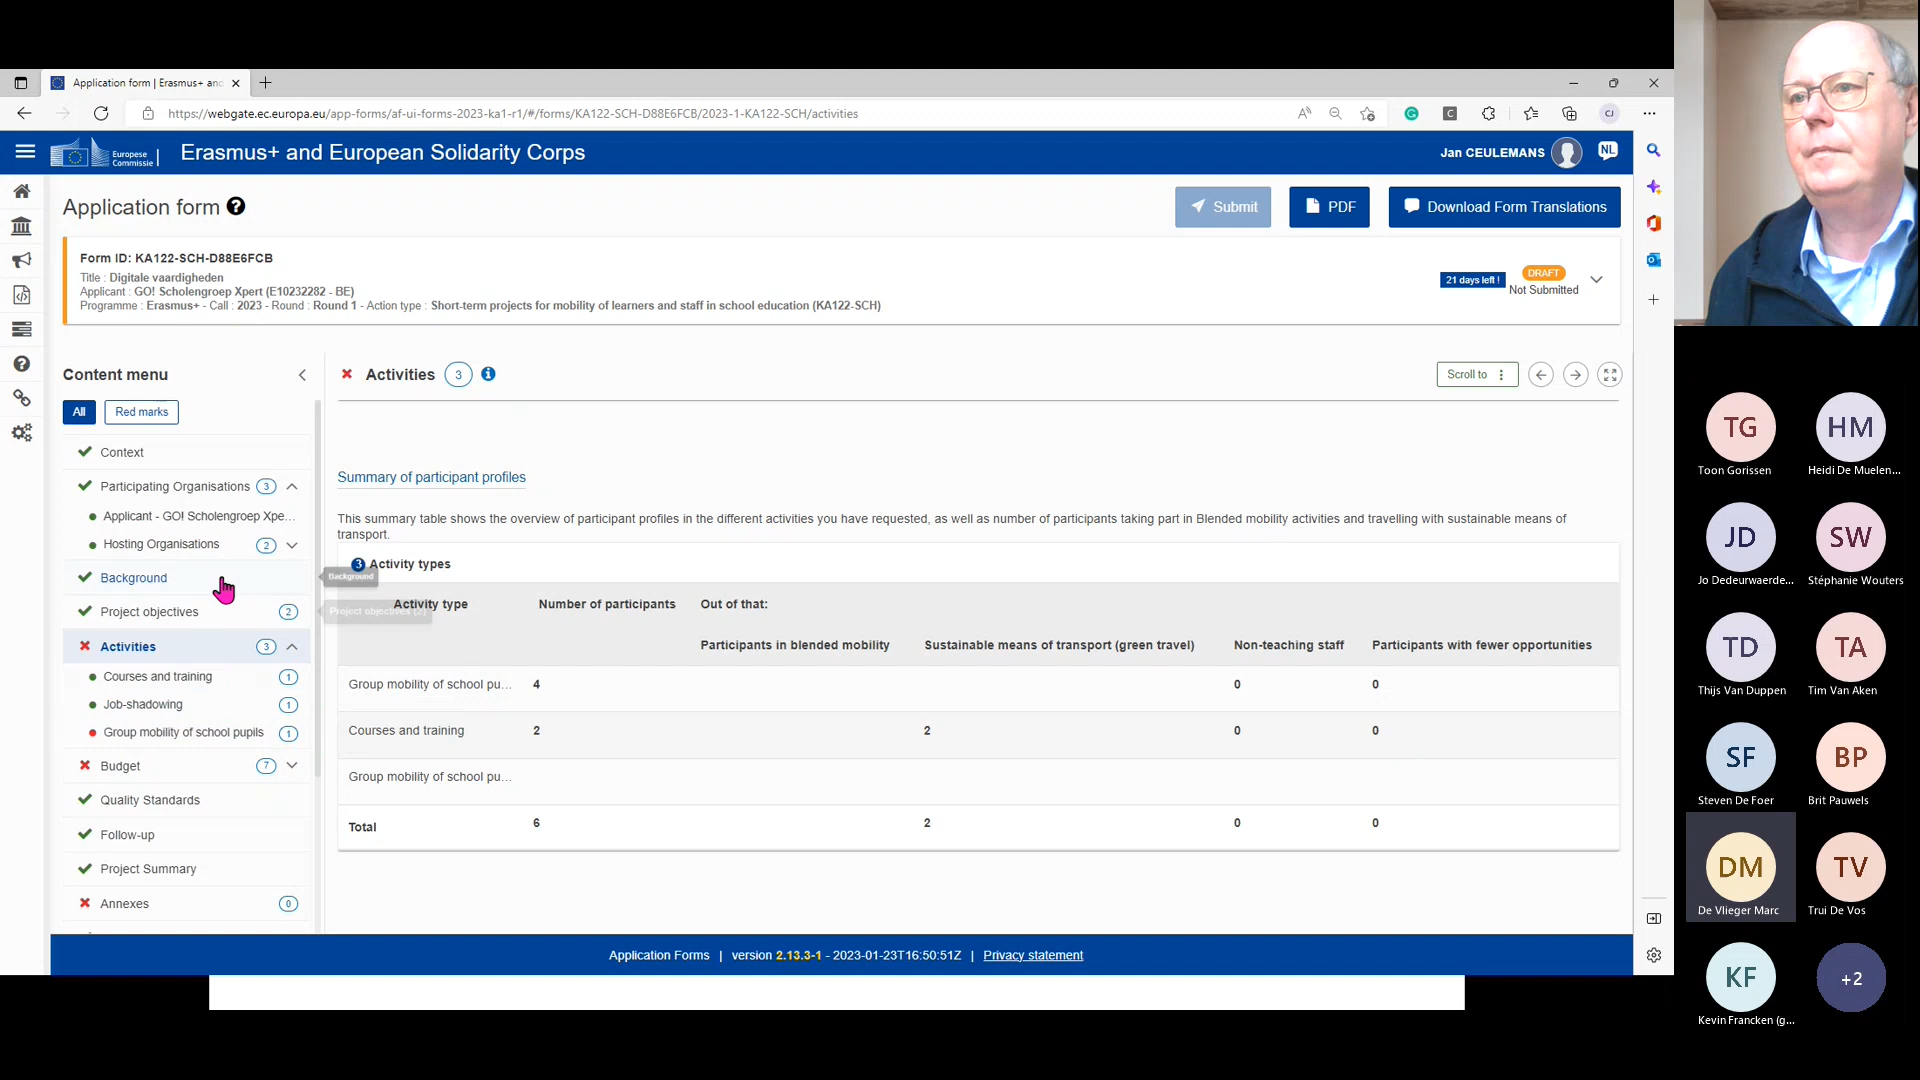 Application form | Erasmus+ and
https://webgate.ec.europa.eu/app-forms/af-ui-forms-2023-ka1-r1/#/forms/KA122-SCH-D88E6FCB/2023-1-KA122-SCH/activities
CJ
Europese
Commissie
Erasmus+ and European Solidarity Corps
Jan CEULEMANS
NL
Application form
Submit
PDF
Download Form Translations
Form ID: KA122-SCH-D88E6FCB
Title : Digitale vaardigheden
Applicant : GO! Scholengroep Xpert (E10232282 - BE)
Programme : Erasmus+ - Call : 2023 - Round : Round 1 - Action type : Short-term projects for mobility of learners and staff in school education (KA122-SCH)
21 days left !
DRAFT
Not Submitted
Content menu
All
Red marks
Context
Participating Organisations 3
Applicant - GO! Scholengroep Xpe...
Hosting Organisations 2
Background
Project objectives 2
Activities 3
Courses and training 1
Job-shadowing 1
Group mobility of school pupils 1
Budget 7
Quality Standards
Follow-up
Project Summary
Annexes 0
Background
Project objectives (2)
Activities 3
Scroll to
Summary of participant profiles
This summary table shows the overview of participant profiles in the different activities you have requested, as well as number of participants taking part in Blended mobility activities and travelling with sustainable means of
transport.
3 Activity types
Activity type Number of participants Out of that:
Participants in blended mobility Sustainable means of transport (green travel) Non-teaching staff Participants with fewer opportunities
Group mobility of school pu... 4 0 0
Courses and training 2 2 0 0
Group mobility of school pu...
Total 6 2 0 0
Application Forms | version 2.13.3-1 - 2023-01-23T16:50:51Z | Privacy statement
TG
Toon Gorissen
HM
Heidi De Muelen...
JD
Jo Dedeurwaerde...
SW
Stéphanie Wouters
TD
Thijs Van Duppen
TA
Tim Van Aken
SF
Steven De Foer
BP
Brit Pauwels
DM
De Vlieger Marc
TV
Trui De Vos
KF
Kevin Francken (g...
+2